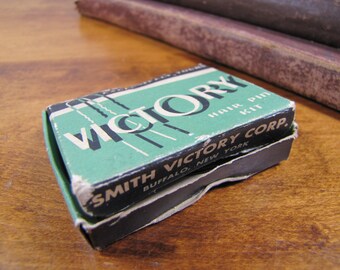 VICTORY
HAIR PIN
KIT
SMITH VICTORY CORP.
BUFFALO, NEW YORK